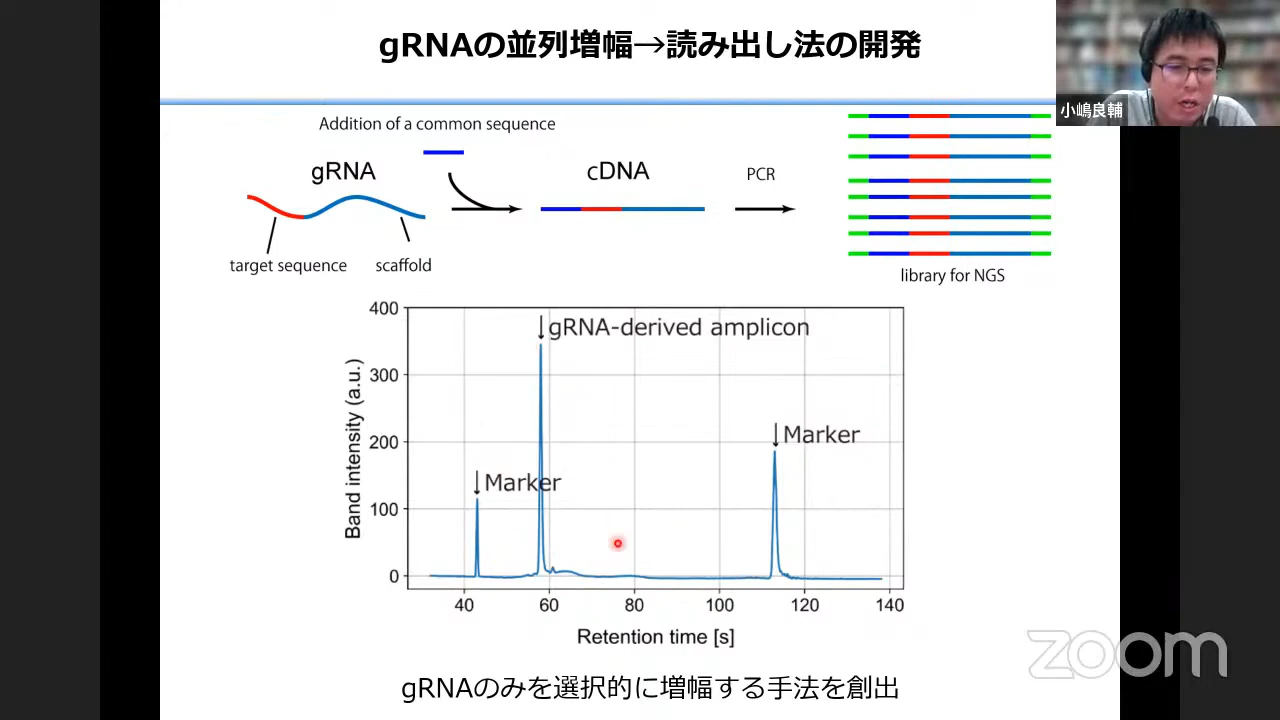 gRNAの並列増幅→読み出し法の開発
小嶋良輔
Addition of a common sequence
gRNA
cDNA
PCR
target sequence
scaffold
library for NGS
400
300
200
100
0
Band intensity (a.u.)
↓gRNA-derived amplicon
↓Marker
↓Marker
40
60
80
100
120
140
Retention time [s]
gRNAのみを選択的に増幅する手法を創出
zoom